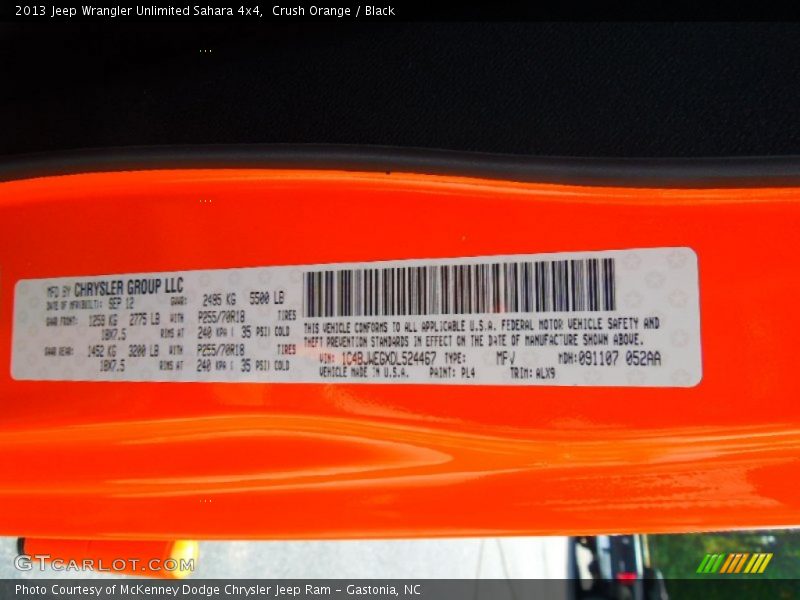 2013 Jeep Wrangler Unlimited Sahara 4x4,  Crush Orange / Black
MFD BY CHRYSLER GROUP LLC
DATE OF MFR(BUILT): SEP 12 GAWR: 2495 KG 5500 LB
GAWR FRONT: 1259 KG 2775 LB WITH P255/70R18 TIRES
18X7.5 RIMS AT 240 KPA ( 35 PSI) COLD
GAWR REAR: 1452 KG 3200 LB WITH P255/70R18 TIRES
18X7.5 RIMS AT 240 KPA ( 35 PSI) COLD
THIS VEHICLE CONFORMS TO ALL APPLICABLE U.S.A. FEDERAL MOTOR VEHICLE SAFETY AND
THEFT PREVENTION STANDARDS IN EFFECT ON THE DATE OF MANUFACTURE SHOWN ABOVE.
VIN: 1C4BJWEGXDL524467 TYPE: MPV MDH:091107 052AA
VEHICLE MADE IN U.S.A. PAINT: PL4 TRIM: ALX9
GTCARLOT.COM
Photo Courtesy of McKenney Dodge Chrysler Jeep Ram - Gastonia, NC